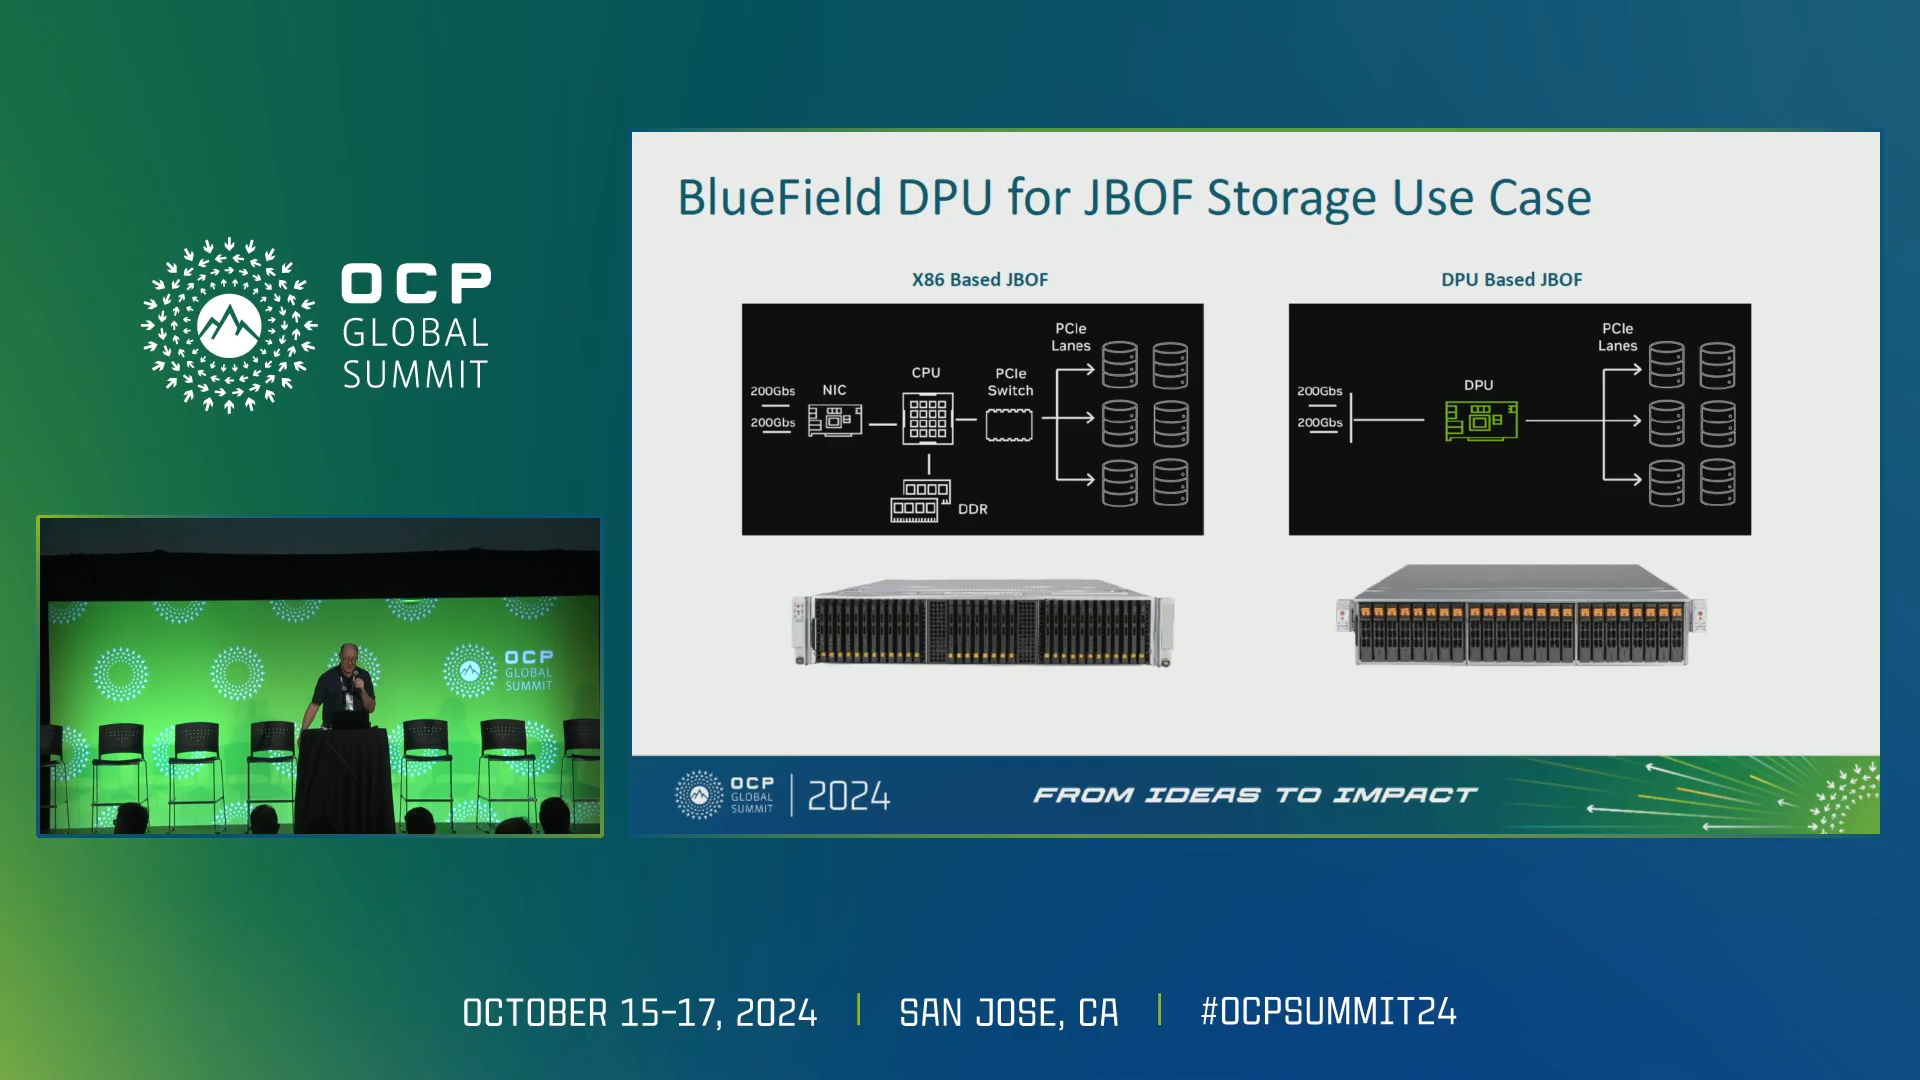 OCP
GLOBAL
SUMMIT
BlueField DPU for JBOF Storage Use Case
X86 Based JBOF
200Gbs
200Gbs
NIC
CPU
DDR
PCIe
Switch
PCIe
Lanes
DPU Based JBOF
200Gbs
200Gbs
DPU
PCIe
Lanes
OCP
GLOBAL
SUMMIT
2024
FROM IDEAS TO IMPACT
OCP
GLOBAL
SUMMIT
OCTOBER 15-17, 2024
SAN JOSE, CA
#OCPSUMMIT24